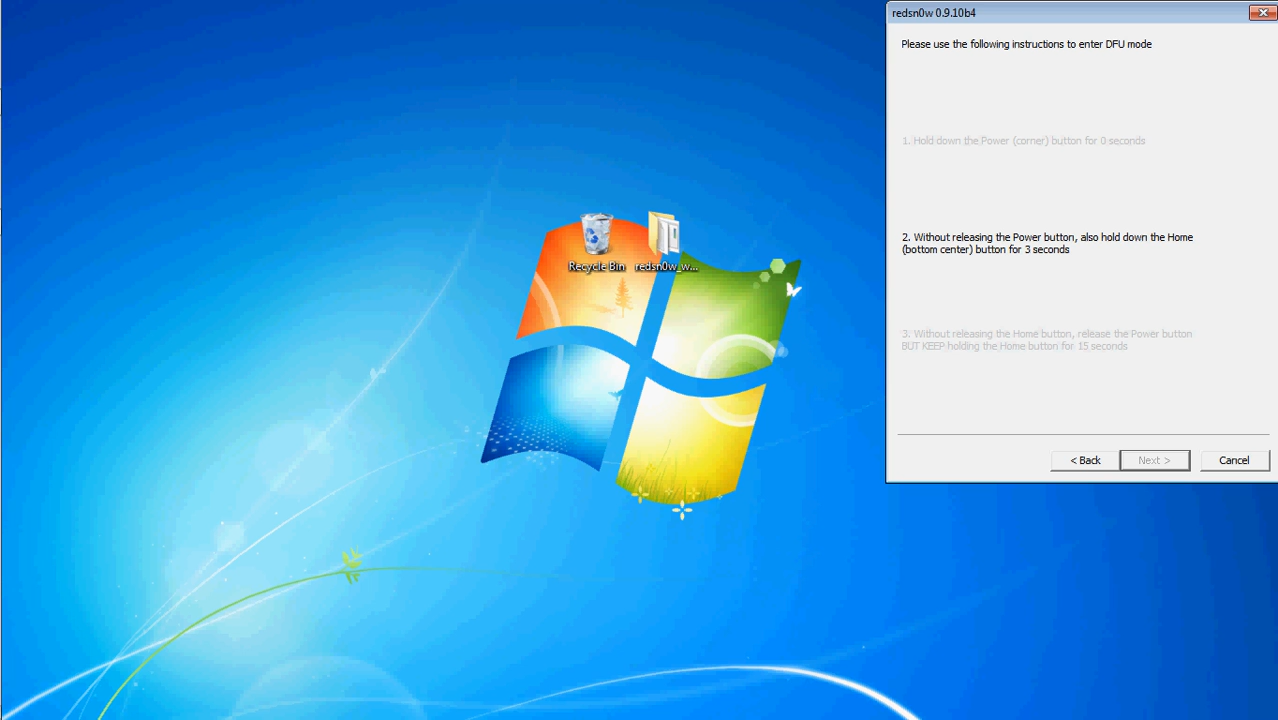 redsn0w 0.9.10b4
Please use the following instructions to enter DFU mode
1. Hold down the Power (corner) button for 0 seconds
2. Without releasing the Power button, also hold down the Home
(bottom center) button for 3 seconds
3. Without releasing the Home button, release the Power button
BUT KEEP holding the Home button for 15 seconds
< Back
Next >
Cancel
Recycle Bin
redsn0w_w...